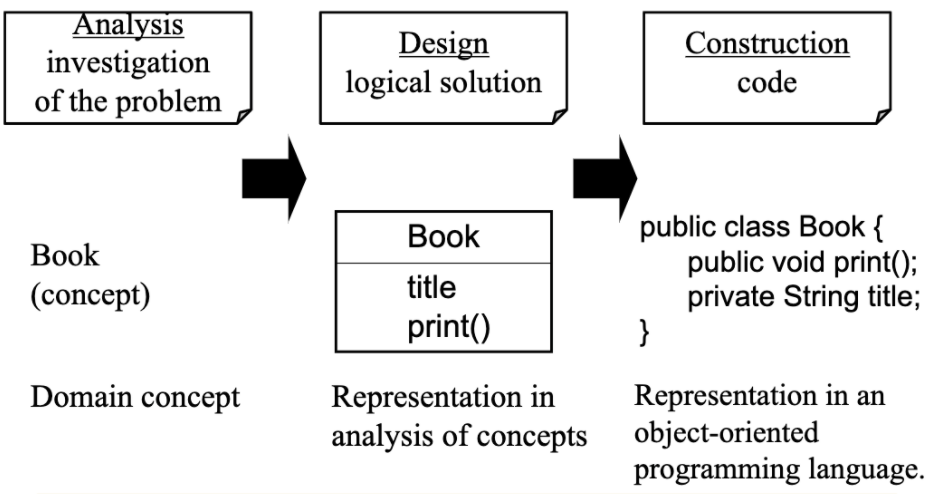 Analysis
investigation
of the problem
Design
logical solution
Construction
code
Book
(concept)
Book
title
print()
public class Book {
public void print();
private String title;
}
Domain concept
Representation in
analysis of concepts
Representation in an
object-oriented
programming language.